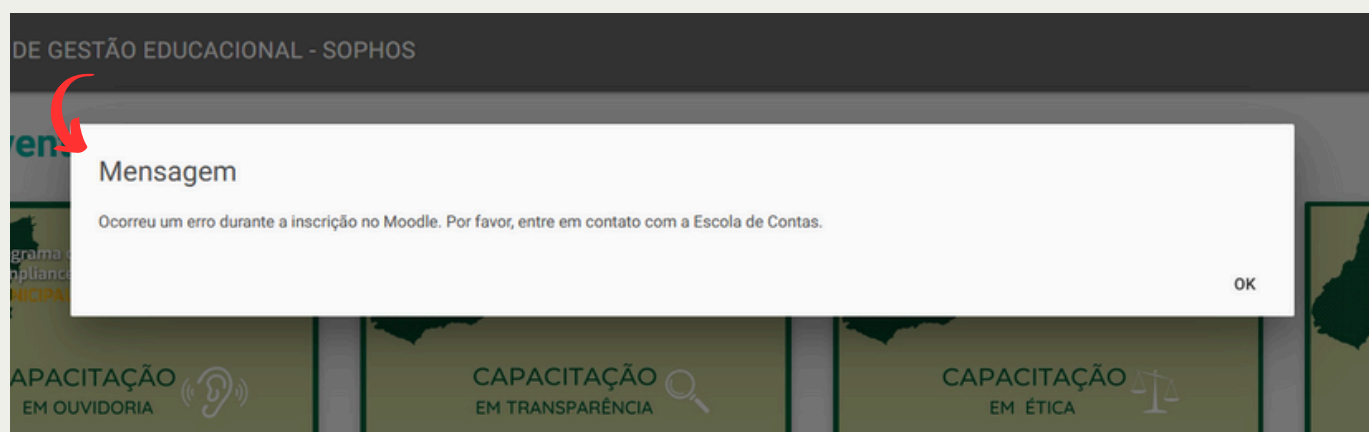 DE GESTÃO EDUCACIONAL - SOPHOS
Mensagem
Ocorreu um erro durante a inscrição no Moodle. Por favor, entre em contato com a Escola de Contas.
OK
CAPACITAÇÃO
EM TRANSPARÊNCIA
CAPACITAÇÃO
EM ÉTICA
APACITAÇÃO
EM OUVIDORIA